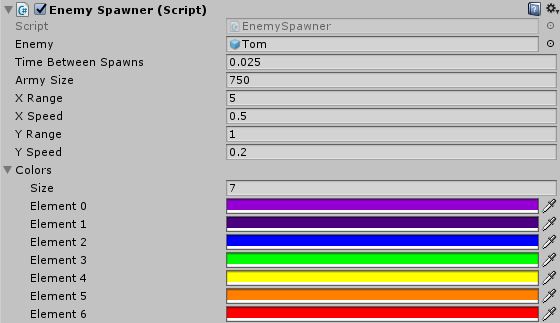 Enemy Spawner (Script)
Script EnemySpawner
Enemy Tom
Time Between Spawns 0.025
Army Size 750
X Range 5
X Speed 0.5
Y Range 1
Y Speed 0.2
Colors
Size 7
Element 0
Element 1
Element 2
Element 3
Element 4
Element 5
Element 6